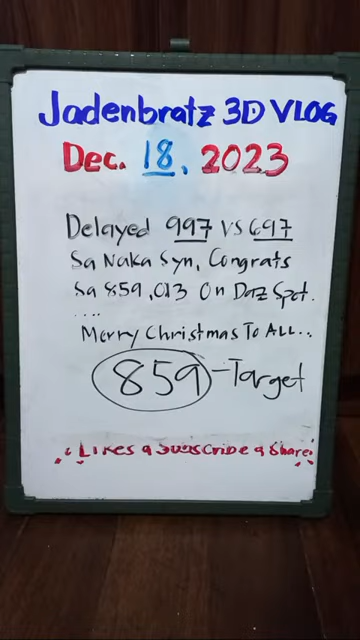 Jadenbratz 3D VLOG
Dec. 18, 2023
Delayed 997 VS 697
Sa Naka Syn, Congrats
Sa 859, 013 On Daz Spot.
....
Merry Christmas To ALL..
859 - Target
Likes & Subscribe & Share